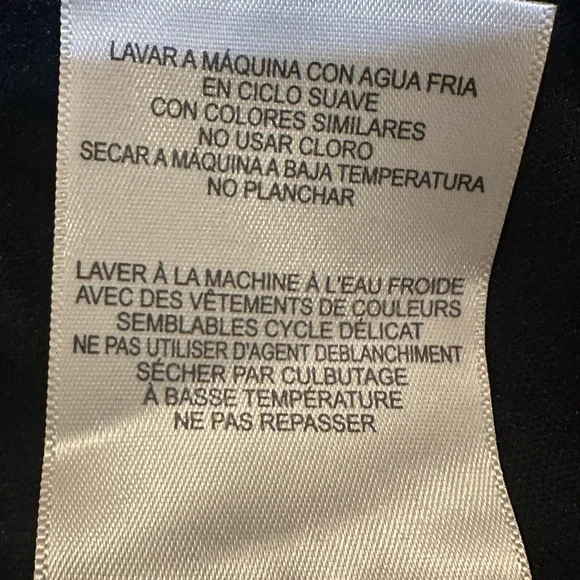 LAVAR A MÁQUINA CON AGUA FRIA
EN CICLO SUAVE
CON COLORES SIMILARES
NO USAR CLORO
SECAR A MÁQUINA A BAJA TEMPERATURA
NO PLANCHAR
LAVER À LA MACHINE À L'EAU FROIDE
AVEC DES VÊTEMENTS DE COULEURS
SEMBLABLES CYCLE DÉLICAT
NE PAS UTILISER D'AGENT DEBLANCHIMENT
SÉCHER PAR CULBUTAGE
À BASSE TEMPÉRATURE
NE PAS REPASSER